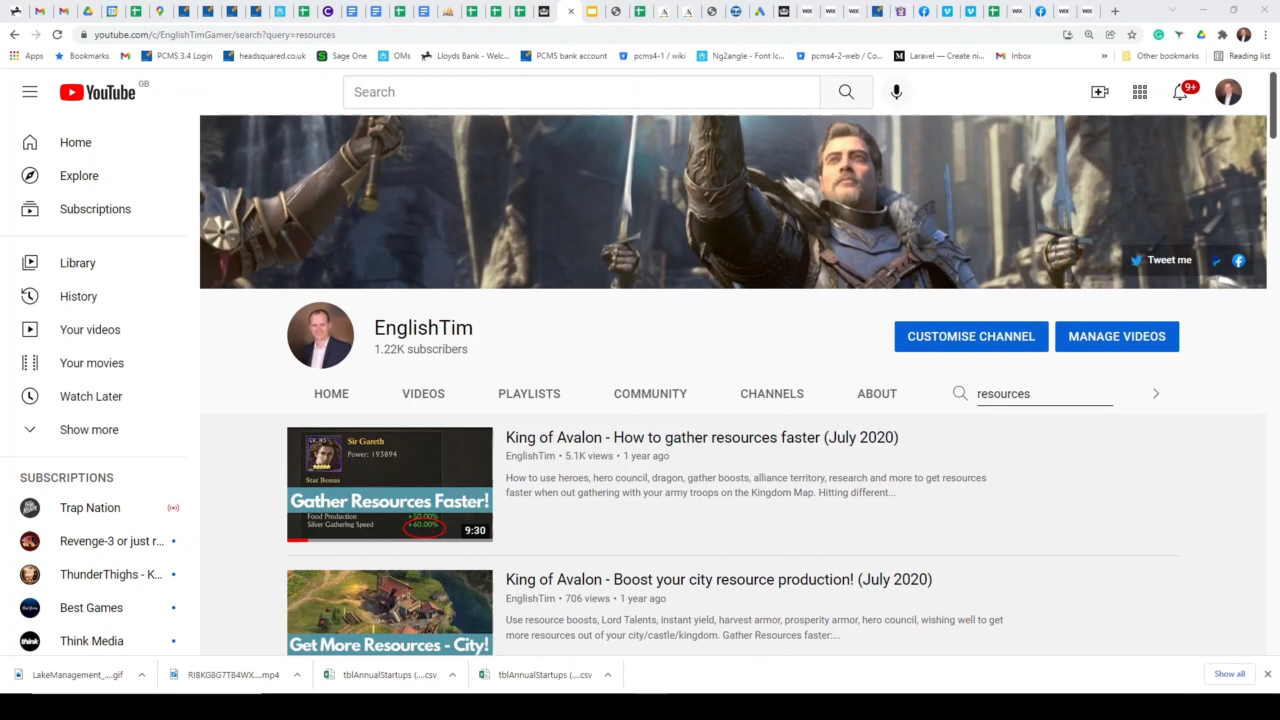 youtube.com/c/EnglishTimGamer/search?query=resources
Apps Bookmarks PCMS 3.4 Login headsquared.co.uk Sage One OMs Lloyds Bank - Welc... PCMS bank account pcms4-1 / wiki Ng2angle - Font Ic... pcms4-2-web / Co... Laravel — Create ni... Inbox » Other bookmarks Reading list
YouTube GB
Search
9+
Home
Explore
Subscriptions
Library
History
Your videos
Your movies
Watch Later
Show more
SUBSCRIPTIONS
Trap Nation
Revenge-3 or just r...
ThunderThighs - K...
Best Games
Think Media
Tweet me
EnglishTim
1.22K subscribers
CUSTOMISE CHANNEL MANAGE VIDEOS
HOME VIDEOS PLAYLISTS COMMUNITY CHANNELS ABOUT resources
Sir Gareth
Power: 193894
Stat Bonus
Gather Resources Faster!
Food Production +50.00%
Silver Gathering Speed +60.00%
9:30
King of Avalon - How to gather resources faster (July 2020)
EnglishTim • 5.1K views • 1 year ago
How to use heroes, hero council, dragon, gather boosts, alliance territory, research and more to get resources
faster when out gathering with your army troops on the Kingdom Map. Hitting different...
Get More Resources - City!
King of Avalon - Boost your city resource production! (July 2020)
EnglishTim • 706 views • 1 year ago
Use resource boosts, Lord Talents, instant yield, harvest armor, prosperity armor, hero council, wishing well to get
more resources out of your city/castle/kingdom. Gather Resources faster:...
LakeManagement_....gif RIBKGBG7TB4WX....mp4 tblAnnualStartups (....csv tblAnnualStartups (....csv Show all